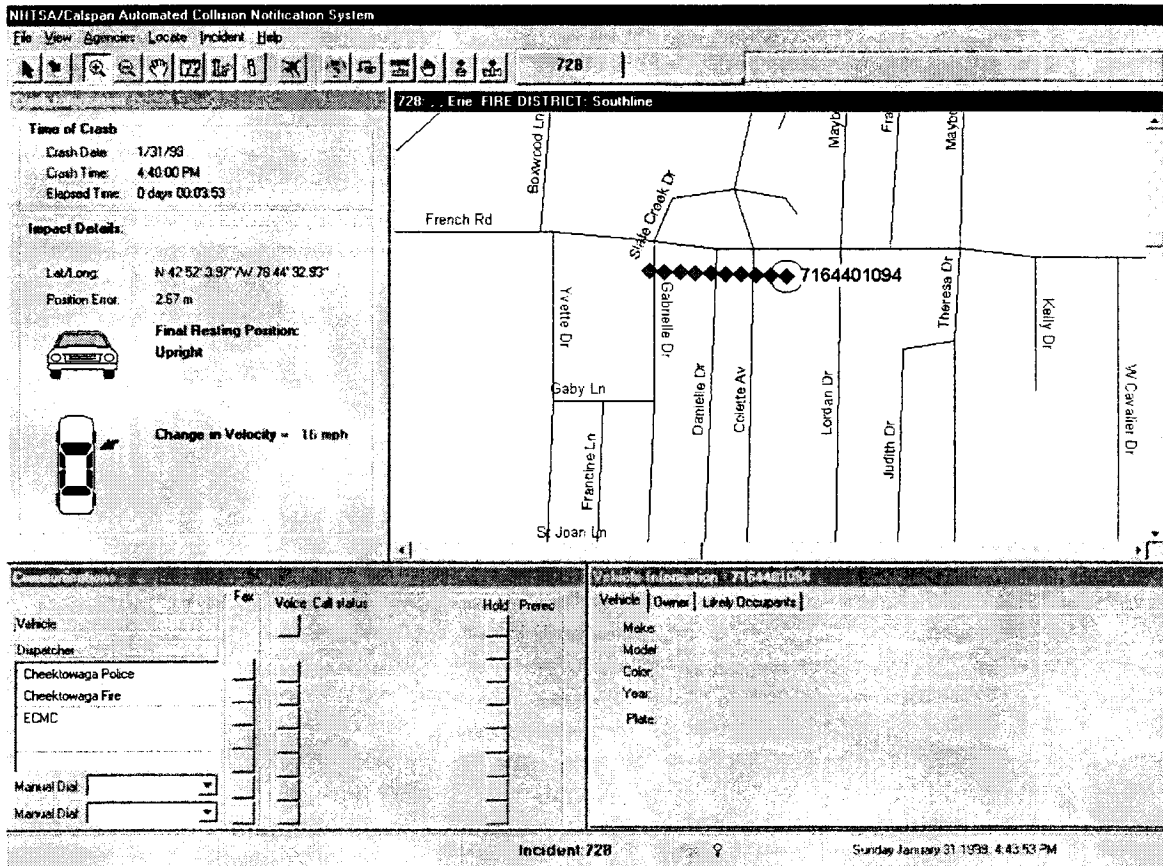 NHTSA/Calspan Automated Collision Notification System
File View Agencies Locate Incident Help
728
Time of Crash
Crash Date: 1/31/99
Crash Time: 4:40:00 PM
Elapsed Time: 0 days 00:03:53
Impact Details:
Lat/Long: N 42 52' 3.97"/W 78 44' 32.93"
Position Error: 2.67 m
Final Resting Position:
Upright
Change in Velocity = 16 mph
728: , , Erie FIRE DISTRICT: Southline
Boxwood Ln
Slate Creek Dr
Mayb
Fra
Mayb
French Rd
7164401094
Yvette Dr
Gabrielle Dr
Danielle Dr
Colette Av
Lordan Dr
Theresa Dr
Judith Dr
Kelly Dr
W Cavalier Dr
Gaby Ln
Francine Ln
St Joan Ln
Communications
Fax Voice Call status Hold Prerec
Vehicle
Dispatcher
Cheektowaga Police
Cheektowaga Fire
ECMC
Manual Dial:
Manual Dial:
Vehicle Information - 7164401094
Vehicle Owner Likely Occupants
Make:
Model:
Color:
Year:
Plate:
Incident: 728
Sunday January 31 1999, 4:43:53 PM